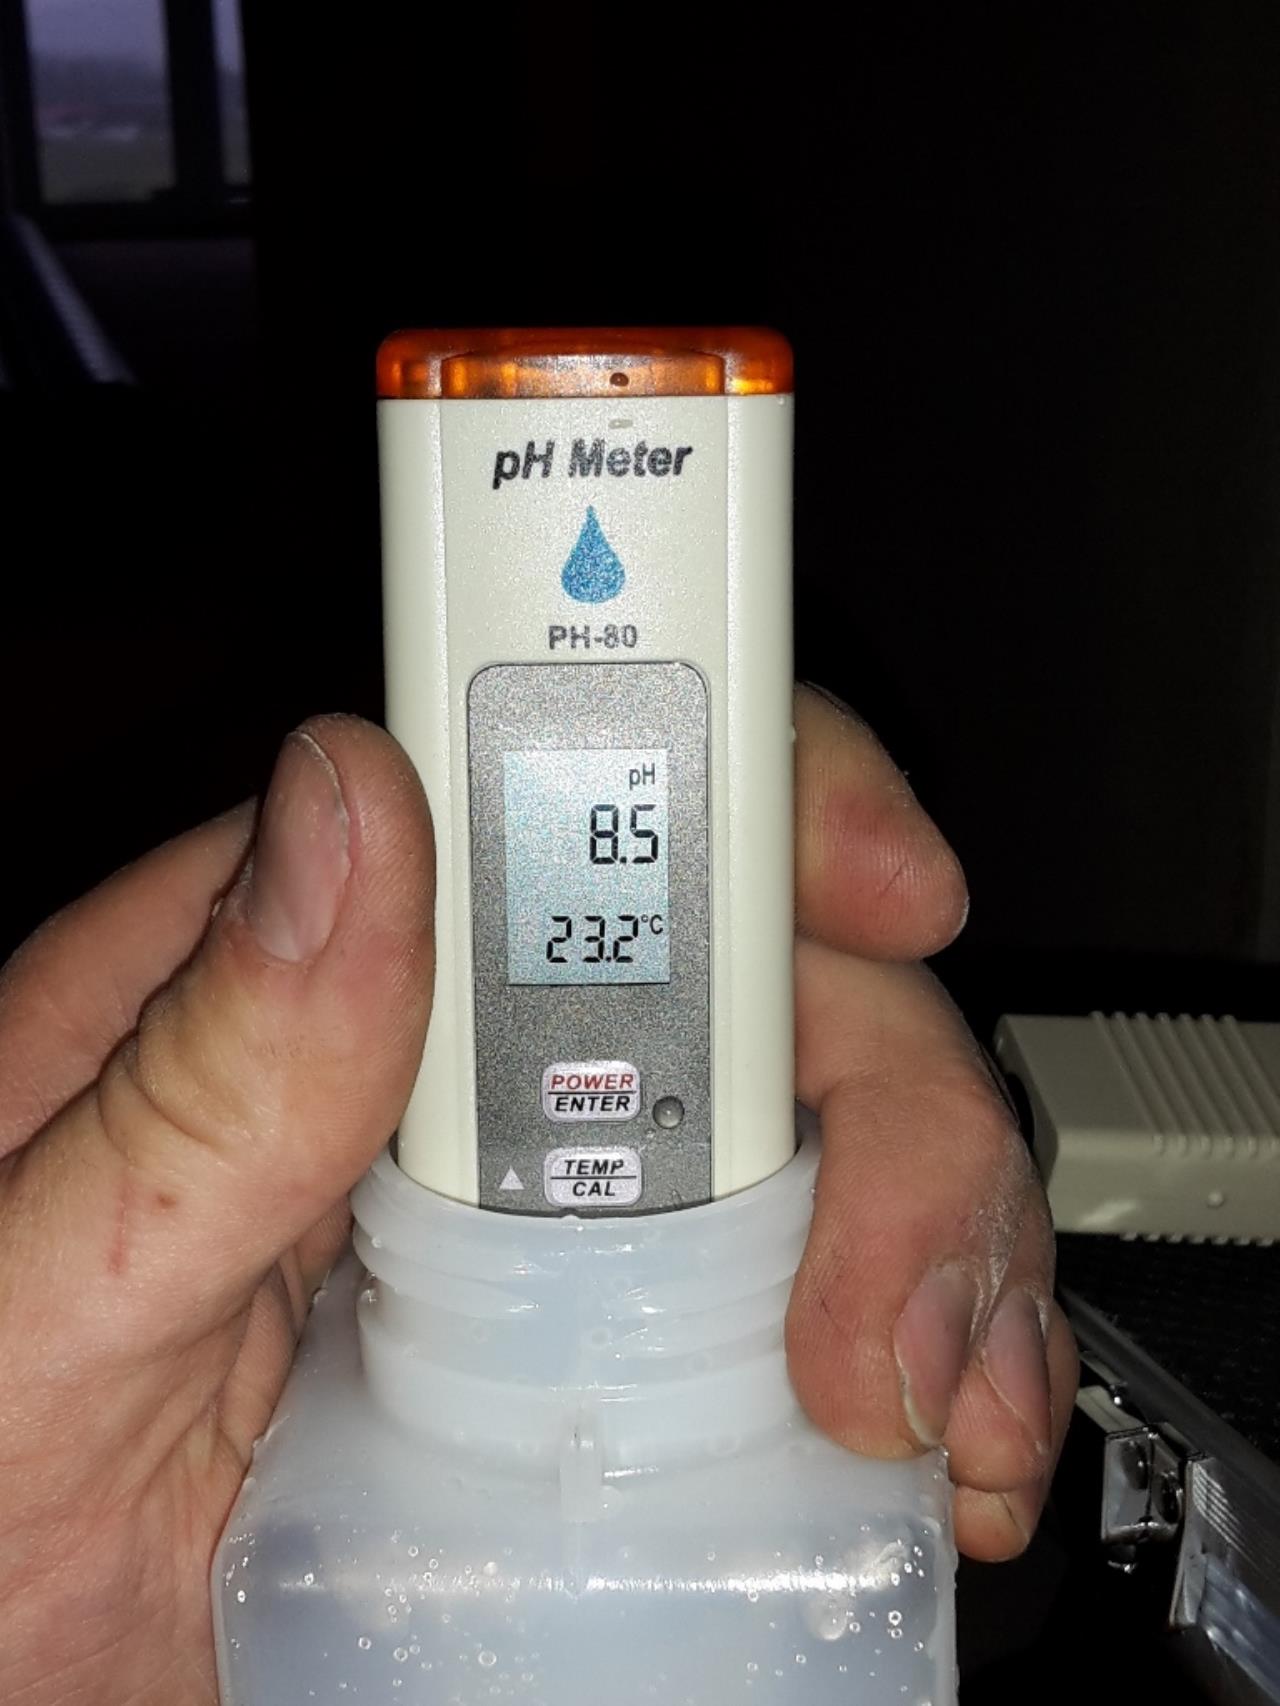 pH Meter
PH-80
pH
8.5
23.2°C
POWER
ENTER
TEMP
CAL